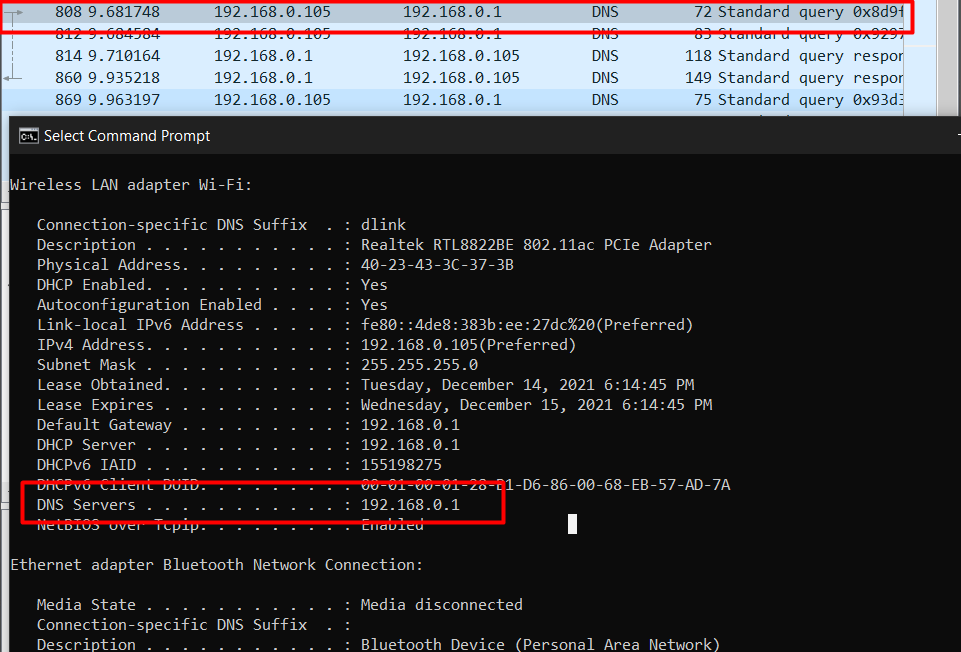 808 9.681748 192.168.0.105 192.168.0.1 DNS 72 Standard query 0x8d9f
812 9.684584 192.168.0.105 192.168.0.1 DNS 83 Standard query 0x9297
814 9.710164 192.168.0.1 192.168.0.105 DNS 118 Standard query respon
860 9.935218 192.168.0.1 192.168.0.105 DNS 149 Standard query respon
869 9.963197 192.168.0.105 192.168.0.1 DNS 75 Standard query 0x93d3
Select Command Prompt
Wireless LAN adapter Wi-Fi:
Connection-specific DNS Suffix . : dlink
Description . . . . . . . . . . . : Realtek RTL8822BE 802.11ac PCIe Adapter
Physical Address. . . . . . . . . : 40-23-43-3C-37-3B
DHCP Enabled. . . . . . . . . . . : Yes
Autoconfiguration Enabled . . . . : Yes
Link-local IPv6 Address . . . . . : fe80::4de8:383b:ee:27dc%20(Preferred)
IPv4 Address. . . . . . . . . . . : 192.168.0.105(Preferred)
Subnet Mask . . . . . . . . . . . : 255.255.255.0
Lease Obtained. . . . . . . . . . : Tuesday, December 14, 2021 6:14:45 PM
Lease Expires . . . . . . . . . . : Wednesday, December 15, 2021 6:14:45 PM
Default Gateway . . . . . . . . . : 192.168.0.1
DHCP Server . . . . . . . . . . . : 192.168.0.1
DHCPv6 IAID . . . . . . . . . . . : 155198275
DHCPv6 Client DUID. . . . . . . . : 00-01-00-01-28-B1-D6-86-00-68-EB-57-AD-7A
DNS Servers . . . . . . . . . . . : 192.168.0.1
NetBIOS over Tcpip. . . . . . . . : Enabled
Ethernet adapter Bluetooth Network Connection:
Media State . . . . . . . . . . . : Media disconnected
Connection-specific DNS Suffix . :
Description . . . . . . . . . . . : Bluetooth Device (Personal Area Network)